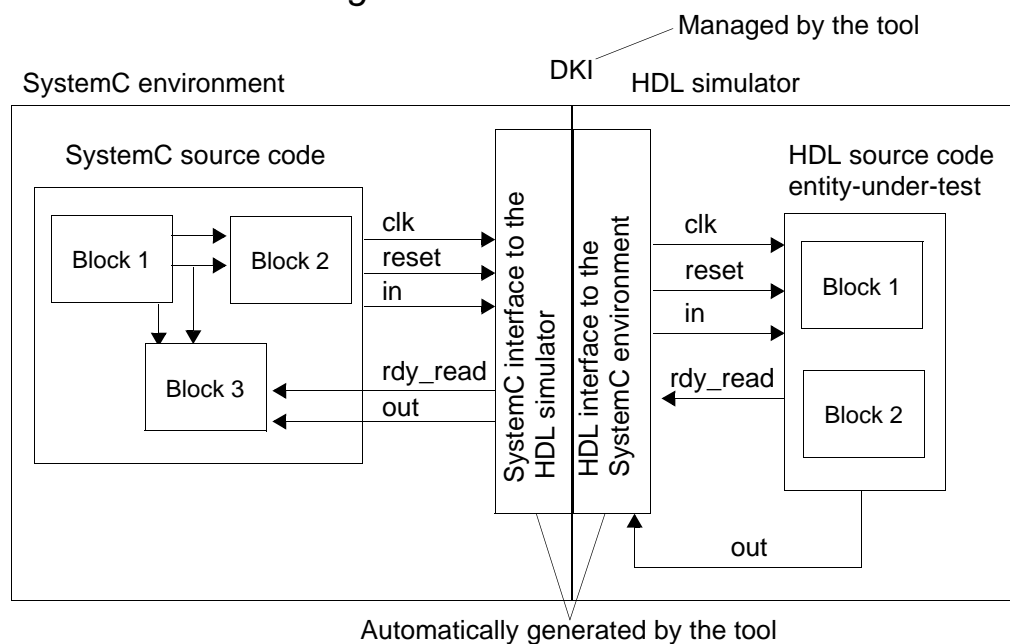 Managed by the tool
DKI
SystemC environment
HDL simulator
SystemC source code
Block 1
Block 2
Block 3
clk
reset
in
rdy_read
out
SystemC interface to the
HDL simulator
HDL interface to the
SystemC environment
clk
reset
in
rdy_read
out
HDL source code
entity-under-test
Block 1
Block 2
Automatically generated by the tool